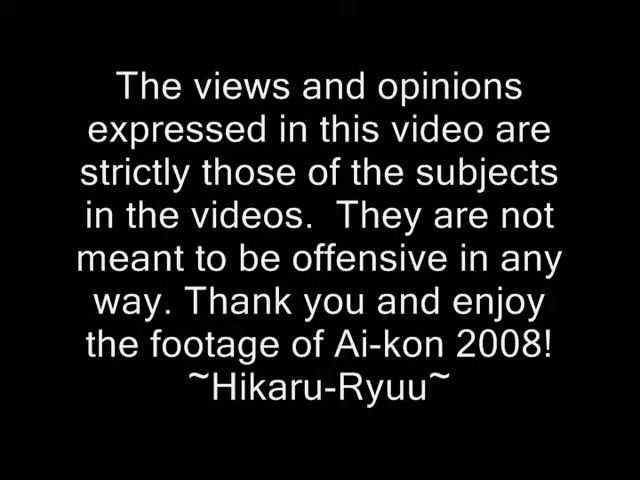 The views and opinions
expressed in this video are
strictly those of the subjects
in the videos.  They are not
meant to be offensive in any
way. Thank you and enjoy
the footage of Ai-kon 2008!
~Hikaru-Ryuu~